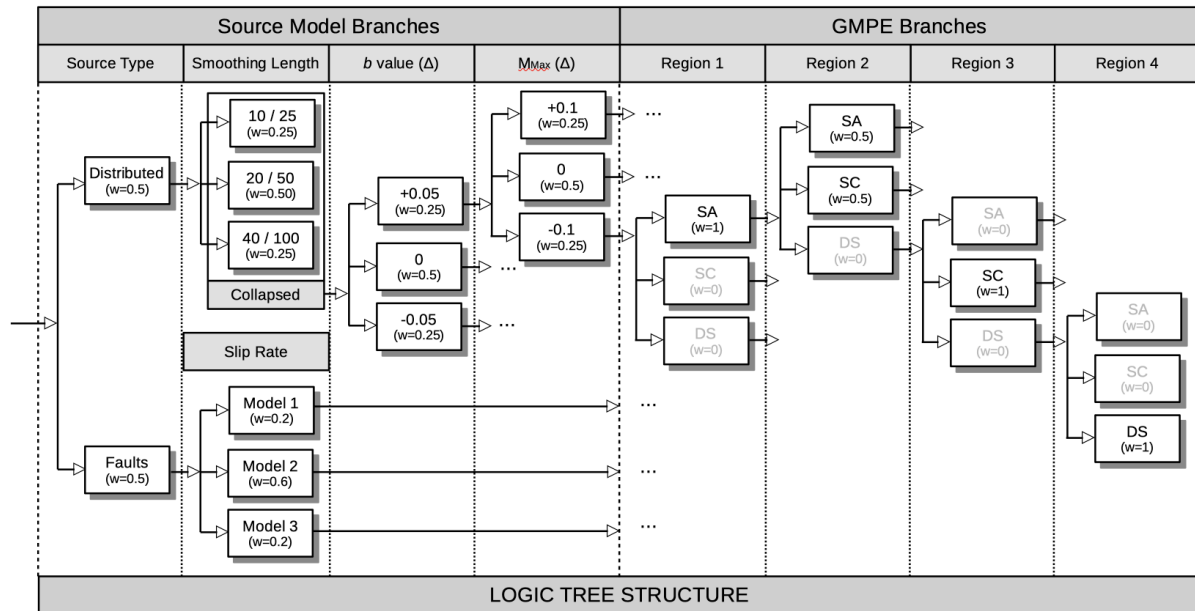 Source Model Branches
GMPE Branches
Source Type
Smoothing Length
b value (Δ)
MMax (Δ)
Region 1
Region 2
Region 3
Region 4
Distributed
(w=0.5)
10 / 25
(w=0.25)
20 / 50
(w=0.50)
40 / 100
(w=0.25)
Collapsed
+0.05
(w=0.25)
0
(w=0.5)
...
-0.05
(w=0.25)
...
+0.1
(w=0.25)
...
0
(w=0.5)
...
-0.1
(w=0.25)
SA
(w=1)
SC
(w=0)
DS
(w=0)
SA
(w=0.5)
SC
(w=0.5)
DS
(w=0)
SA
(w=0)
SC
(w=1)
DS
(w=0)
SA
(w=0)
SC
(w=0)
DS
(w=1)
Slip Rate
Faults
(w=0.5)
Model 1
(w=0.2)
...
Model 2
(w=0.6)
...
Model 3
(w=0.2)
...
LOGIC TREE STRUCTURE